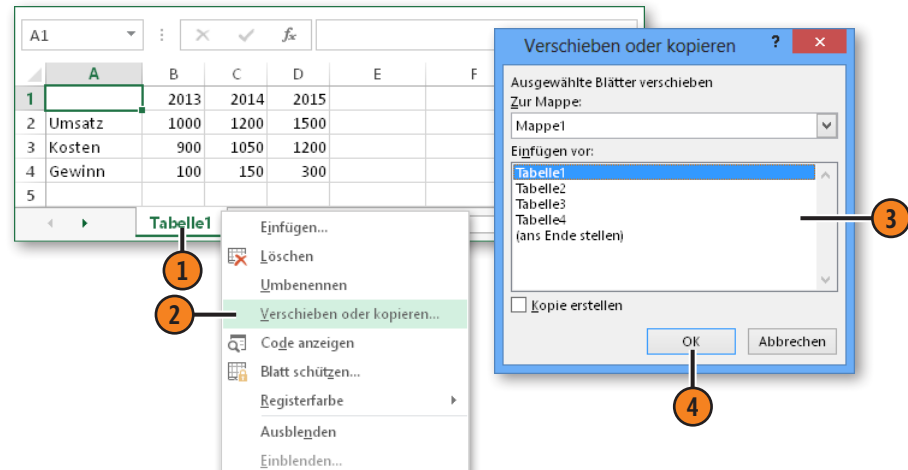 A1 fx
A B C D E F
1 2013 2014 2015
2 Umsatz 1000 1200 1500
3 Kosten 900 1050 1200
4 Gewinn 100 150 300
5
Tabelle1
1
Einfügen...
Löschen
Umbenennen
2
Verschieben oder kopieren...
Code anzeigen
Blatt schützen...
Registerfarbe
Ausblenden
Einblenden...
Verschieben oder kopieren ?
Ausgewählte Blätter verschieben
Zur Mappe:
Mappe1
Einfügen vor:
Tabelle1
Tabelle2
Tabelle3
Tabelle4
(ans Ende stellen)
3
Kopie erstellen
OK Abbrechen
4